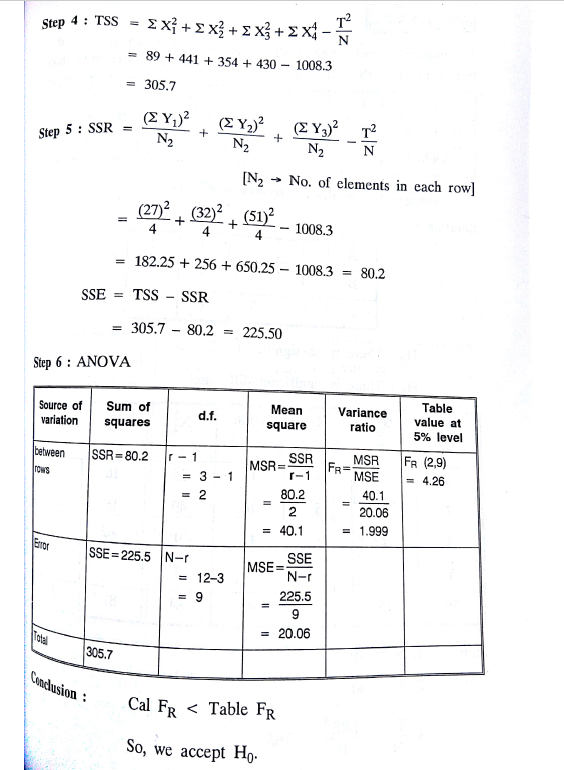 Step 4 : TSS = Σ X₁² + Σ X₂² + Σ X₃² + Σ X₄⁴ − T²/N
= 89 + 441 + 354 + 430 − 1008.3
= 305.7
Step 5 : SSR = (Σ Y₁)²/N₂ + (Σ Y₂)²/N₂ + (Σ Y₃)²/N₂ − T²/N
[N₂ → No. of elements in each row]
= (27)²/4 + (32)²/4 + (51)²/4 − 1008.3
= 182.25 + 256 + 650.25 − 1008.3 = 80.2
SSE = TSS − SSR
= 305.7 − 80.2 = 225.50
Step 6 : ANOVA
Source of variation | Sum of squares | d.f. | Mean square | Variance ratio | Table value at 5% level
between rows | SSR = 80.2 | r − 1 = 3 − 1 = 2 | MSR = SSR/r−1 = 80.2/2 = 40.1 | F_R = MSR/MSE = 40.1/20.06 = 1.999 | F_R (2,9) = 4.26
Error | SSE = 225.5 | N−r = 12−3 = 9 | MSE = SSE/N−r = 225.5/9 = 20.06
Total | 305.7
Conclusion :
Cal F_R < Table F_R
So, we accept H₀.